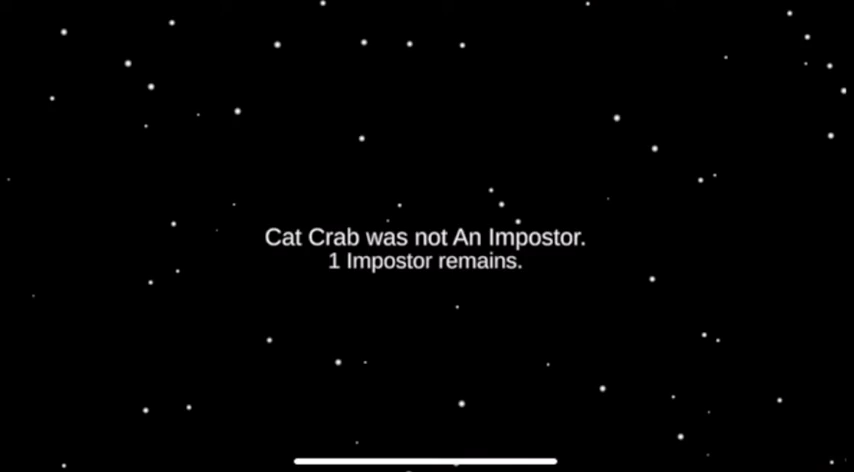 Cat Crab was not An Impostor.
1 Impostor remains.